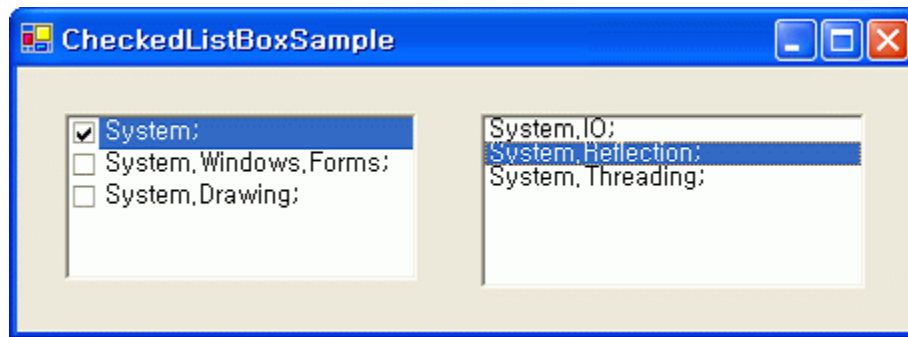 CheckedListBoxSample
System;
System,Windows,Forms;
System,Drawing;
System,IO;
System,Reflection;
System,Threading;